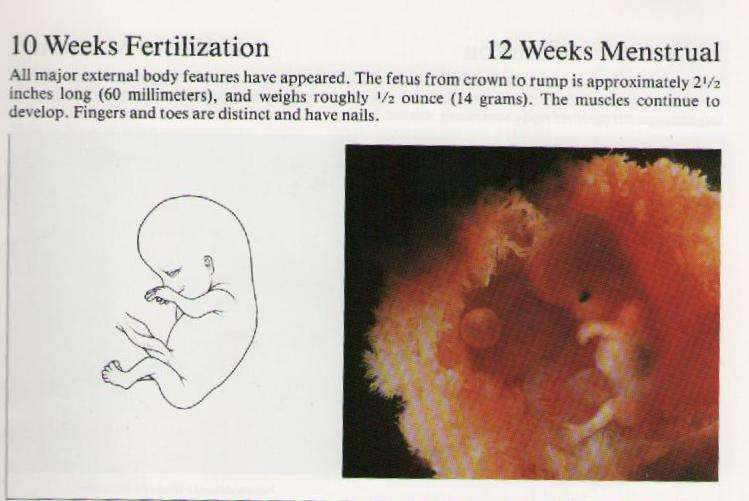 10 Weeks Fertilization 12 Weeks Menstrual
All major external body features have appeared. The fetus from crown to rump is approximately 2 1/2
inches long (60 millimeters), and weighs roughly 1/2 ounce (14 grams). The muscles continue to
develop. Fingers and toes are distinct and have nails.